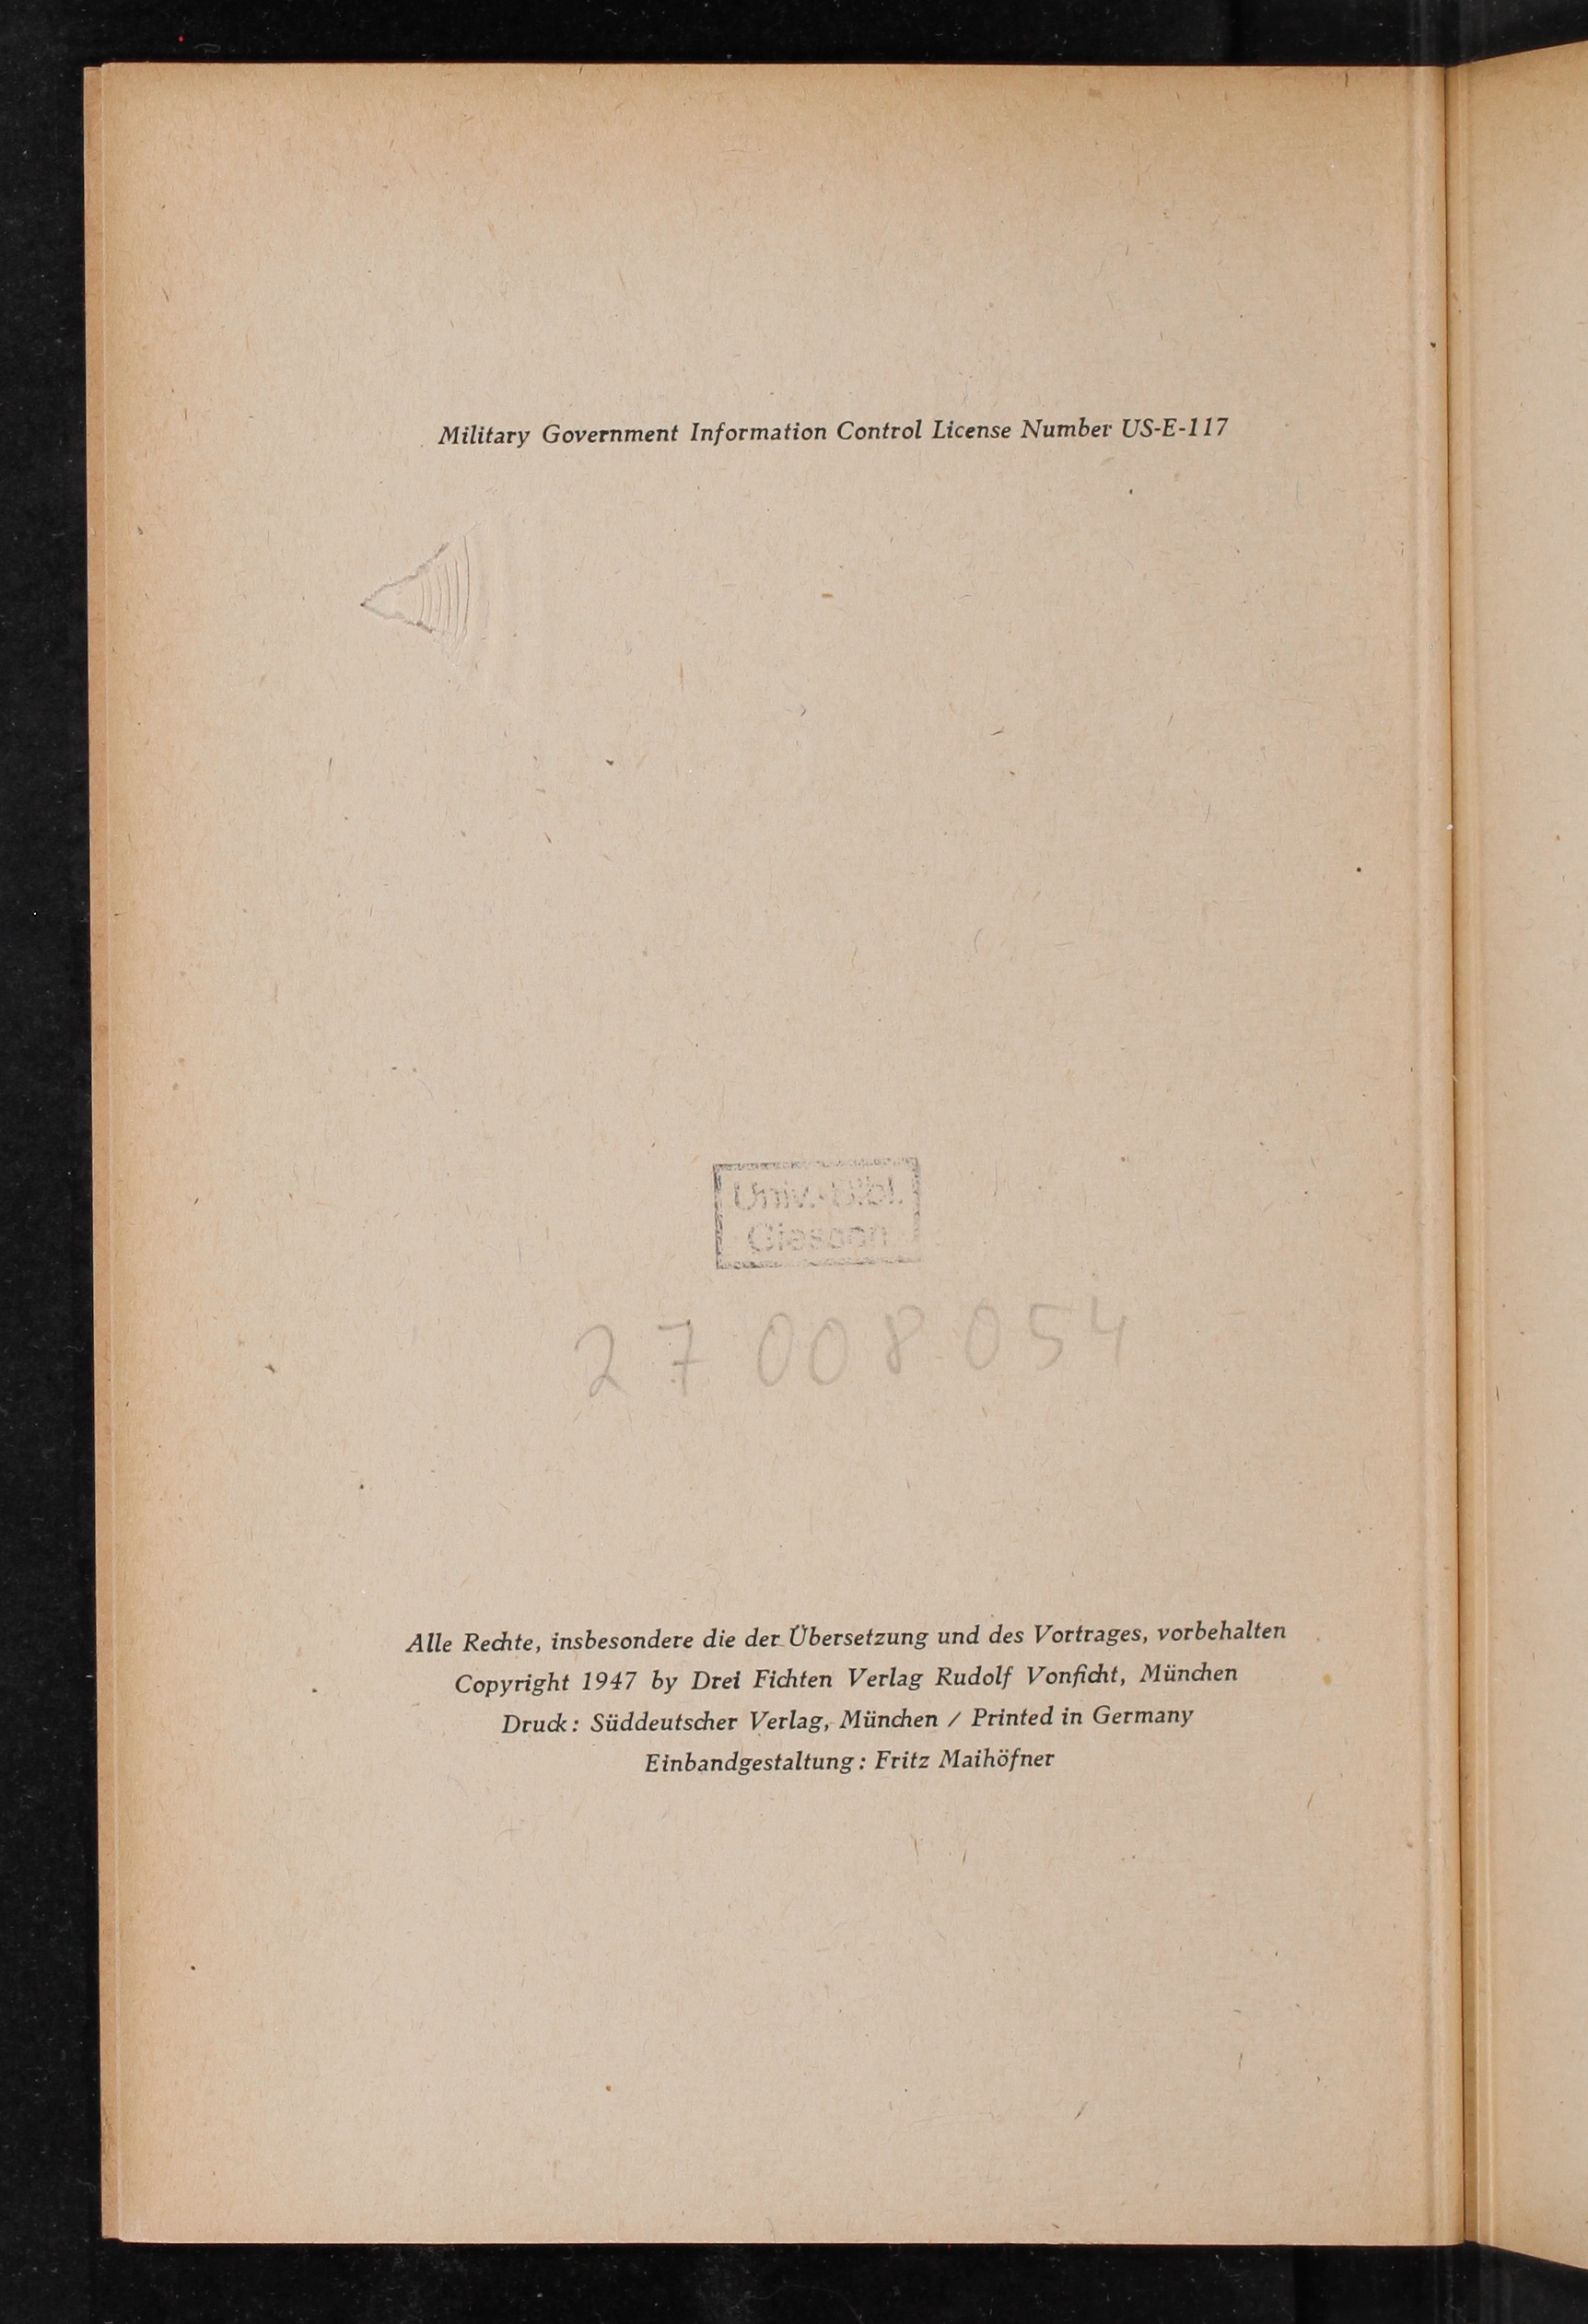 Military Government Information Control License Number US-E-117
Univ.-Bibl.
Giessen
27 008 054
Alle Rechte, insbesondere die der Übersetzung und des Vortrages, vorbehalten
Copyright 1947 by Drei Fichten Verlag Rudolf Vonficht, München
Druck: Süddeutscher Verlag, München / Printed in Germany
Einbandgestaltung: Fritz Maihöfner